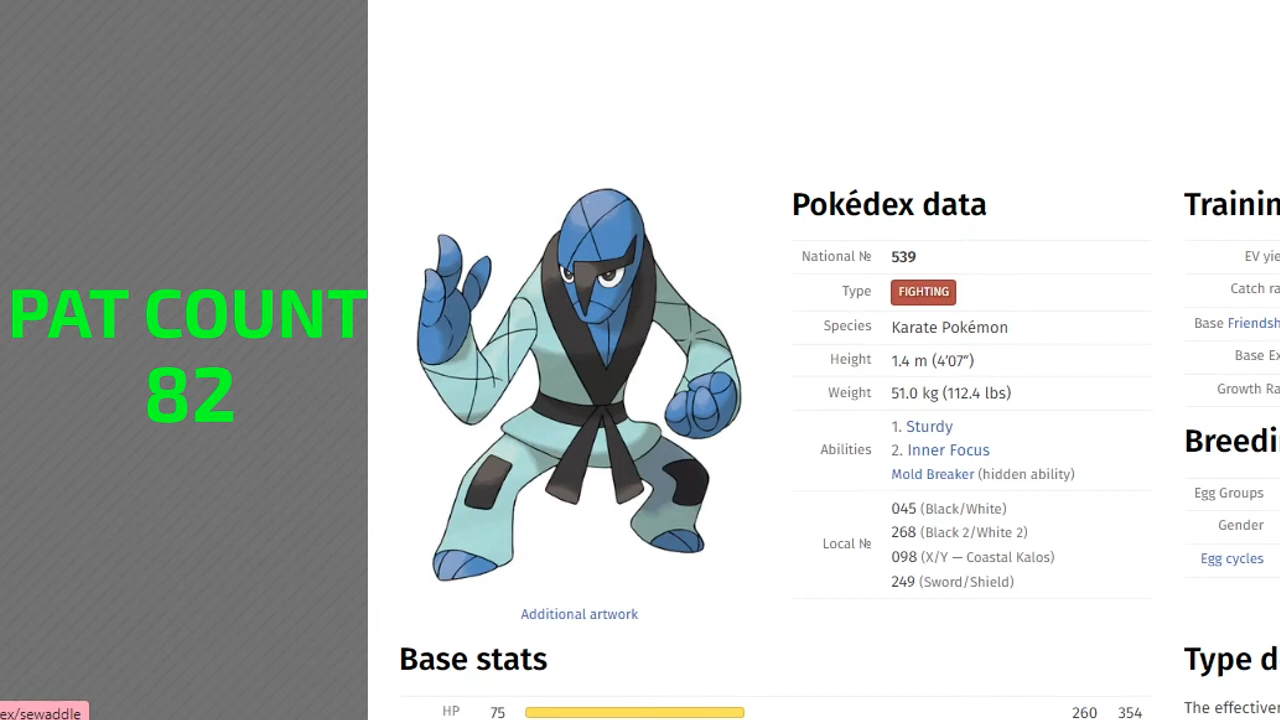 PAT COUNT
82
ex/sewaddle
Additional artwork
Pokédex data
National № 539
Type FIGHTING
Species Karate Pokémon
Height 1.4 m (4′07″)
Weight 51.0 kg (112.4 lbs)
Abilities
1. Sturdy
2. Inner Focus
Mold Breaker (hidden ability)
Local №
045 (Black/White)
268 (Black 2/White 2)
098 (X/Y — Coastal Kalos)
249 (Sword/Shield)
Trainin
EV yie
Catch ra
Base Friendsh
Base Ex
Growth Ra
Breedi
Egg Groups
Gender
Egg cycles
Base stats
HP 75 260 354
Type d
The effectiver